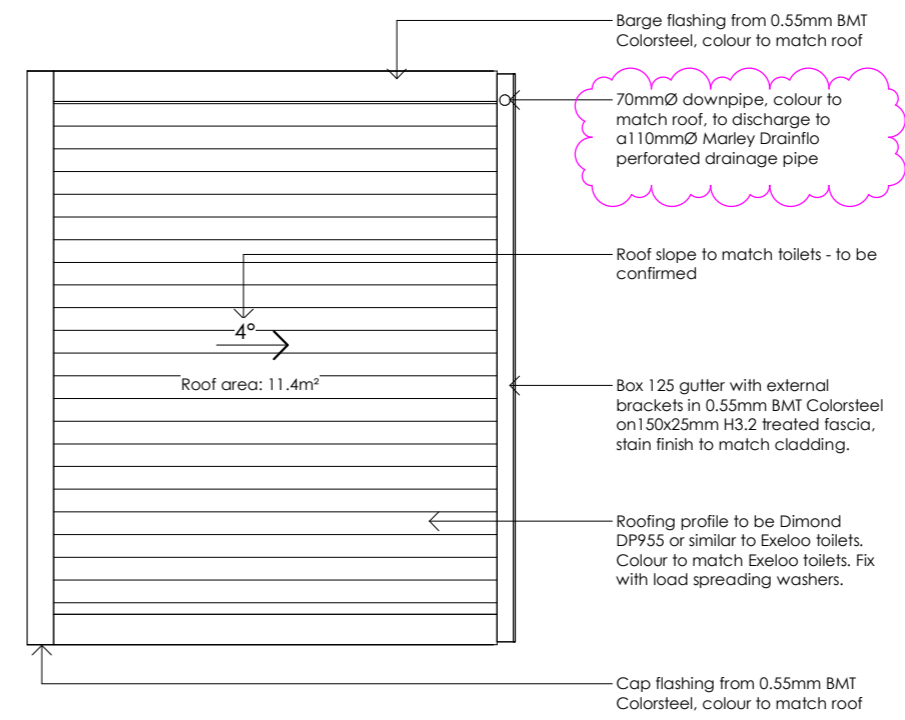 Barge flashing from 0.55mm BMT
Colorsteel, colour to match roof
70mmØ downpipe, colour to
match roof, to discharge to
a110mmØ Marley Drainflo
perforated drainage pipe
Roof slope to match toilets - to be
confirmed
4°
Roof area: 11.4m²
Box 125 gutter with external
brackets in 0.55mm BMT Colorsteel
on150x25mm H3.2 treated fascia,
stain finish to match cladding.
Roofing profile to be Dimond
DP955 or similar to Exeloo toilets.
Colour to match Exeloo toilets. Fix
with load spreading washers.
Cap flashing from 0.55mm BMT
Colorsteel, colour to match roof